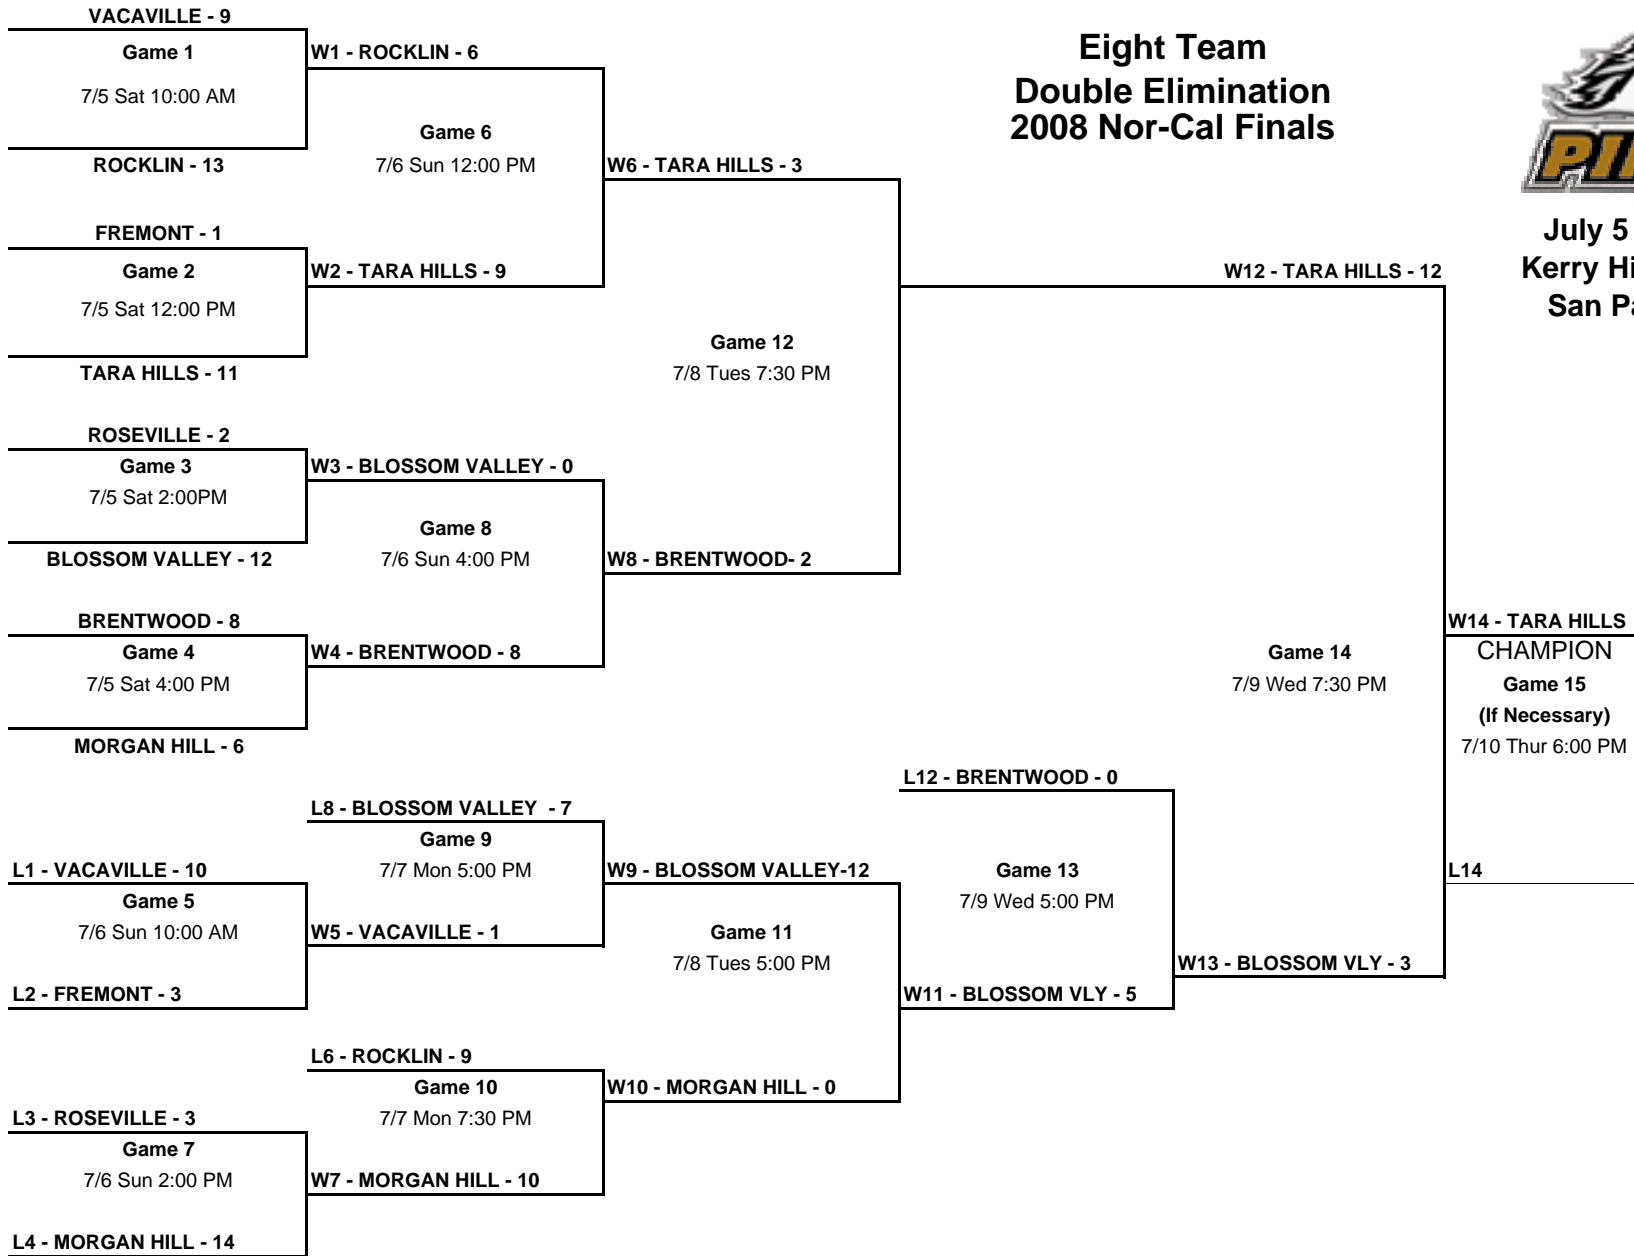 VACAVILLE - 9
Game 1
7/5 Sat 10:00 AM
ROCKLIN - 13
FREMONT - 1
Game 2
7/5 Sat 12:00 PM
TARA HILLS - 11
ROSEVILLE - 2
Game 3
7/5 Sat 2:00PM
BLOSSOM VALLEY - 12
BRENTWOOD - 8
Game 4
7/5 Sat 4:00 PM
MORGAN HILL - 6
L1 - VACAVILLE - 10
Game 5
7/6 Sun 10:00 AM
L2 - FREMONT - 3
L3 - ROSEVILLE - 3
Game 7
7/6 Sun 2:00 PM
L4 - MORGAN HILL - 14
W1 - ROCKLIN - 6
Game 6
7/6 Sun 12:00 PM
W2 - TARA HILLS - 9
W3 - BLOSSOM VALLEY - 0
Game 8
7/6 Sun 4:00 PM
W4 - BRENTWOOD - 8
L8 - BLOSSOM VALLEY - 7
Game 9
7/7 Mon 5:00 PM
W5 - VACAVILLE - 1
L6 - ROCKLIN - 9
Game 10
7/7 Mon 7:30 PM
W7 - MORGAN HILL - 10
W6 - TARA HILLS - 3
Game 12
7/8 Tues 7:30 PM
W8 - BRENTWOOD- 2
W9 - BLOSSOM VALLEY-12
Game 11
7/8 Tues 5:00 PM
W10 - MORGAN HILL - 0
L12 - BRENTWOOD - 0
Game 13
7/9 Wed 5:00 PM
W11 - BLOSSOM VLY - 5
Eight Team
Double Elimination
2008 Nor-Cal Finals
W12 - TARA HILLS - 12
Game 14
7/9 Wed 7:30 PM
W13 - BLOSSOM VLY - 3
July 5
Kerry
San
W14 - TARA HILLS
CHAMPION
Game 15
(If Necessary)
7/10 Thur 6:00 PM
L14